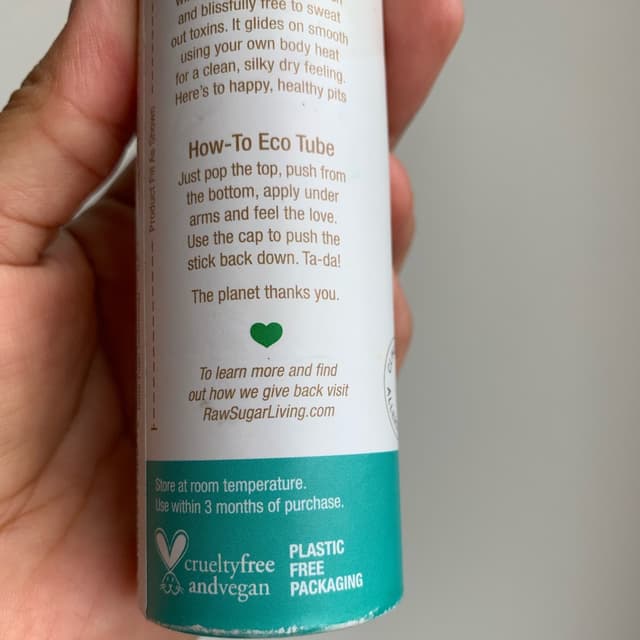 and blissfully free to sweat
out toxins. It glides on smooth
using your own body heat
for a clean, silky dry feeling.
Here's to happy, healthy pits
Product Fill As Shown
How-To Eco Tube
Just pop the top, push from
the bottom, apply under
arms and feel the love.
Use the cap to push the
stick back down. Ta-da!
The planet thanks you.
To learn more and find
out how we give back visit
RawSugarLiving.com
Store at room temperature.
Use within 3 months of purchase.
crueltyfree
andvegan
PLASTIC
FREE
PACKAGING